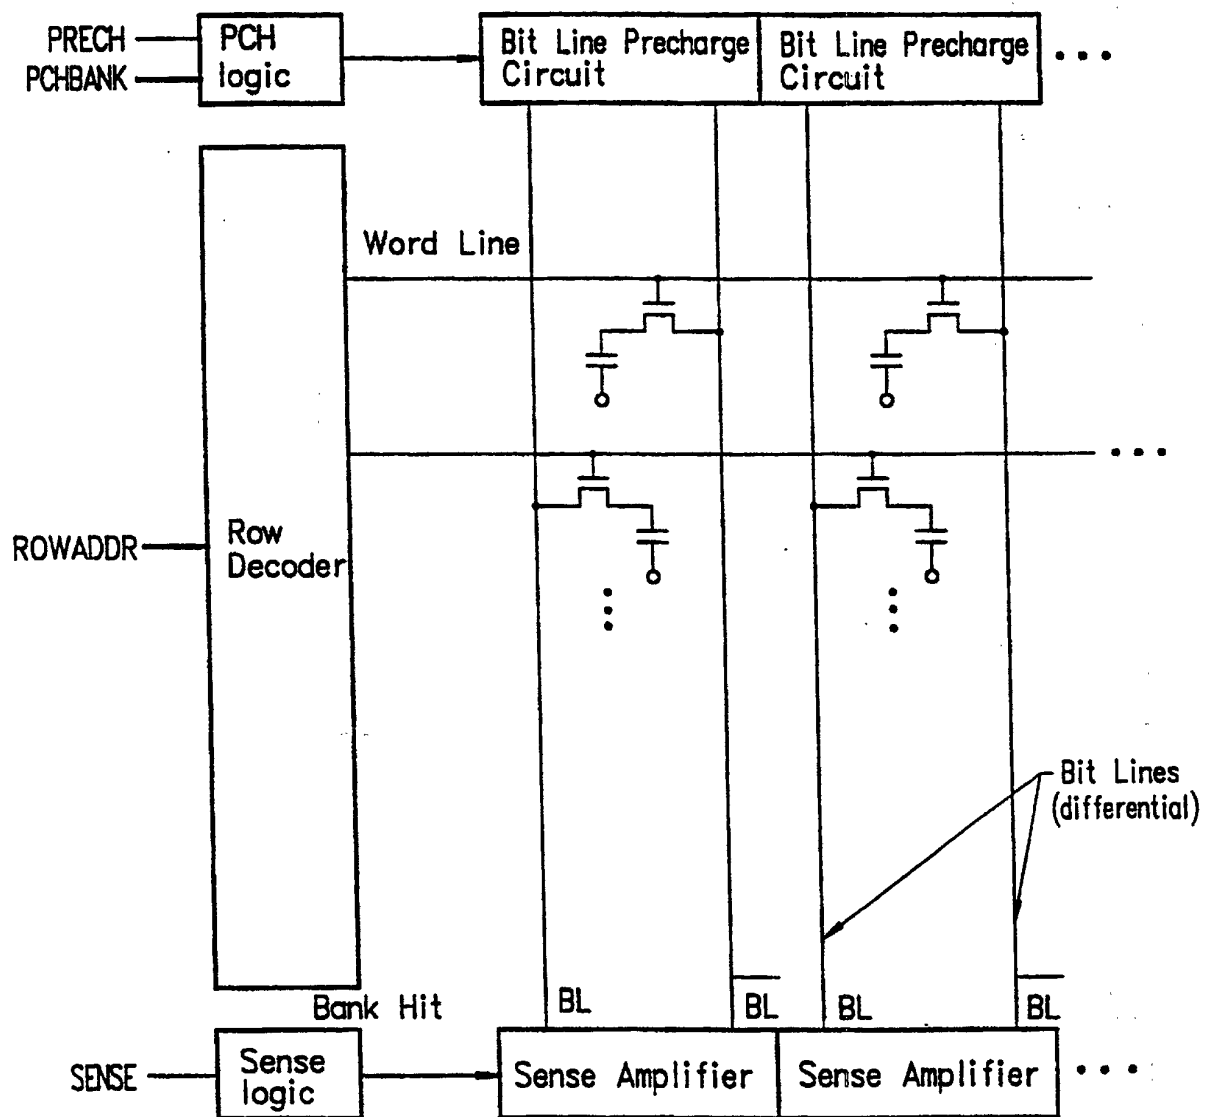 PRECH
PCHBANK
PCH
logic
Bit Line Precharge
Circuit
Bit Line Precharge
Circuit
Word Line
ROWADDR
Row
Decoder
Bit Lines
(differential)
Bank Hit
BL
BL
BL
BL
SENSE
Sense
logic
Sense Amplifier
Sense Amplifier